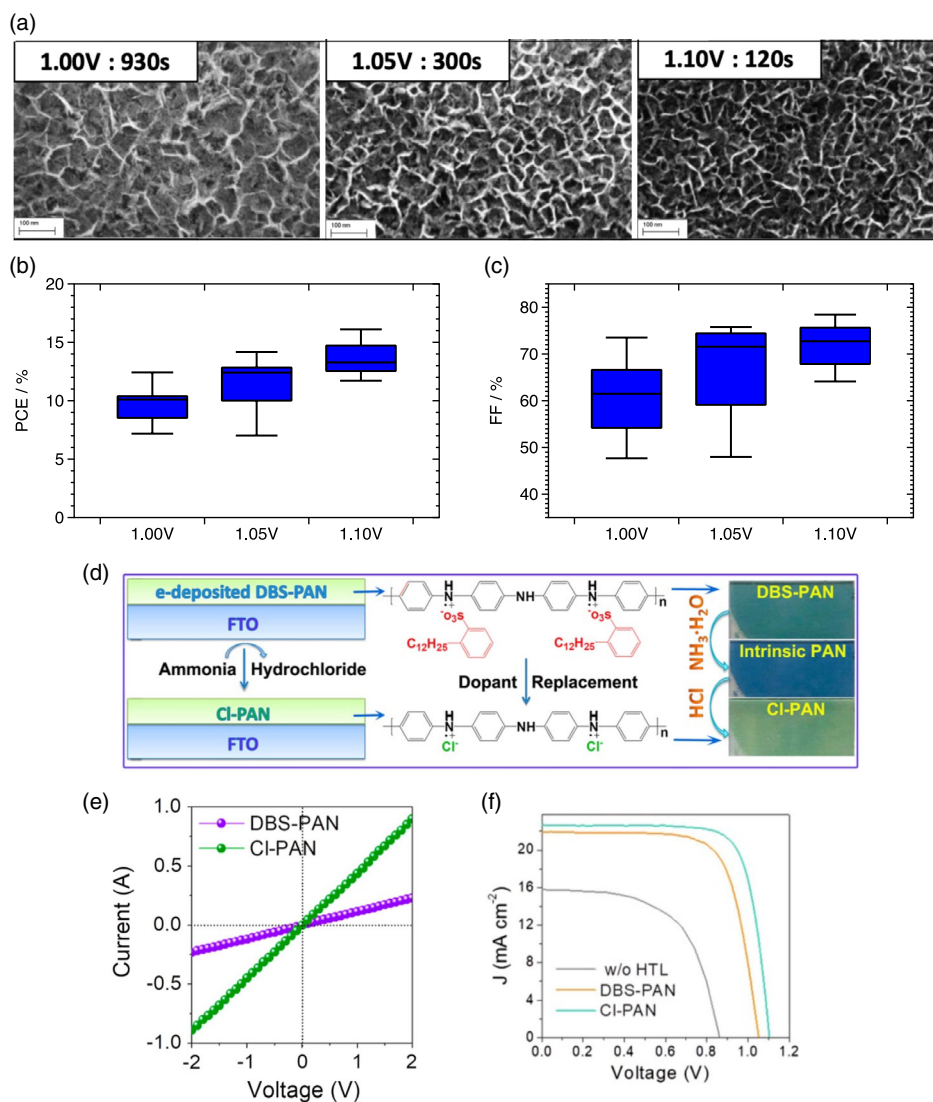 (a)
1.00V : 930s
1.05V : 300s
1.10V : 120s
100 nm
100 nm
100 nm
(b)
(c)
20
15
10
5
0
PCE / %
1.00V
1.05V
1.10V
80
70
60
50
40
FF / %
1.00V
1.05V
1.10V
(d)
e-deposited DBS-PAN
FTO
Ammonia
Hydrochloride
Cl-PAN
FTO
H
N
+
NH
H
N
+
n
-O3S
-O3S
C12H25
C12H25
Dopant
Replacement
H
N
+
NH
H
N
+
n
Cl-
Cl-
NH3·H2O
HCl
DBS-PAN
Intrinsic PAN
Cl-PAN
(e)
1.0
0.5
0.0
-0.5
-1.0
Current (A)
DBS-PAN
Cl-PAN
-2
-1
0
1
2
Voltage (V)
(f)
20
16
12
8
4
0
J (mA cm-2)
w/o HTL
DBS-PAN
Cl-PAN
0.0
0.2
0.4
0.6
0.8
1.0
1.2
Voltage (V)